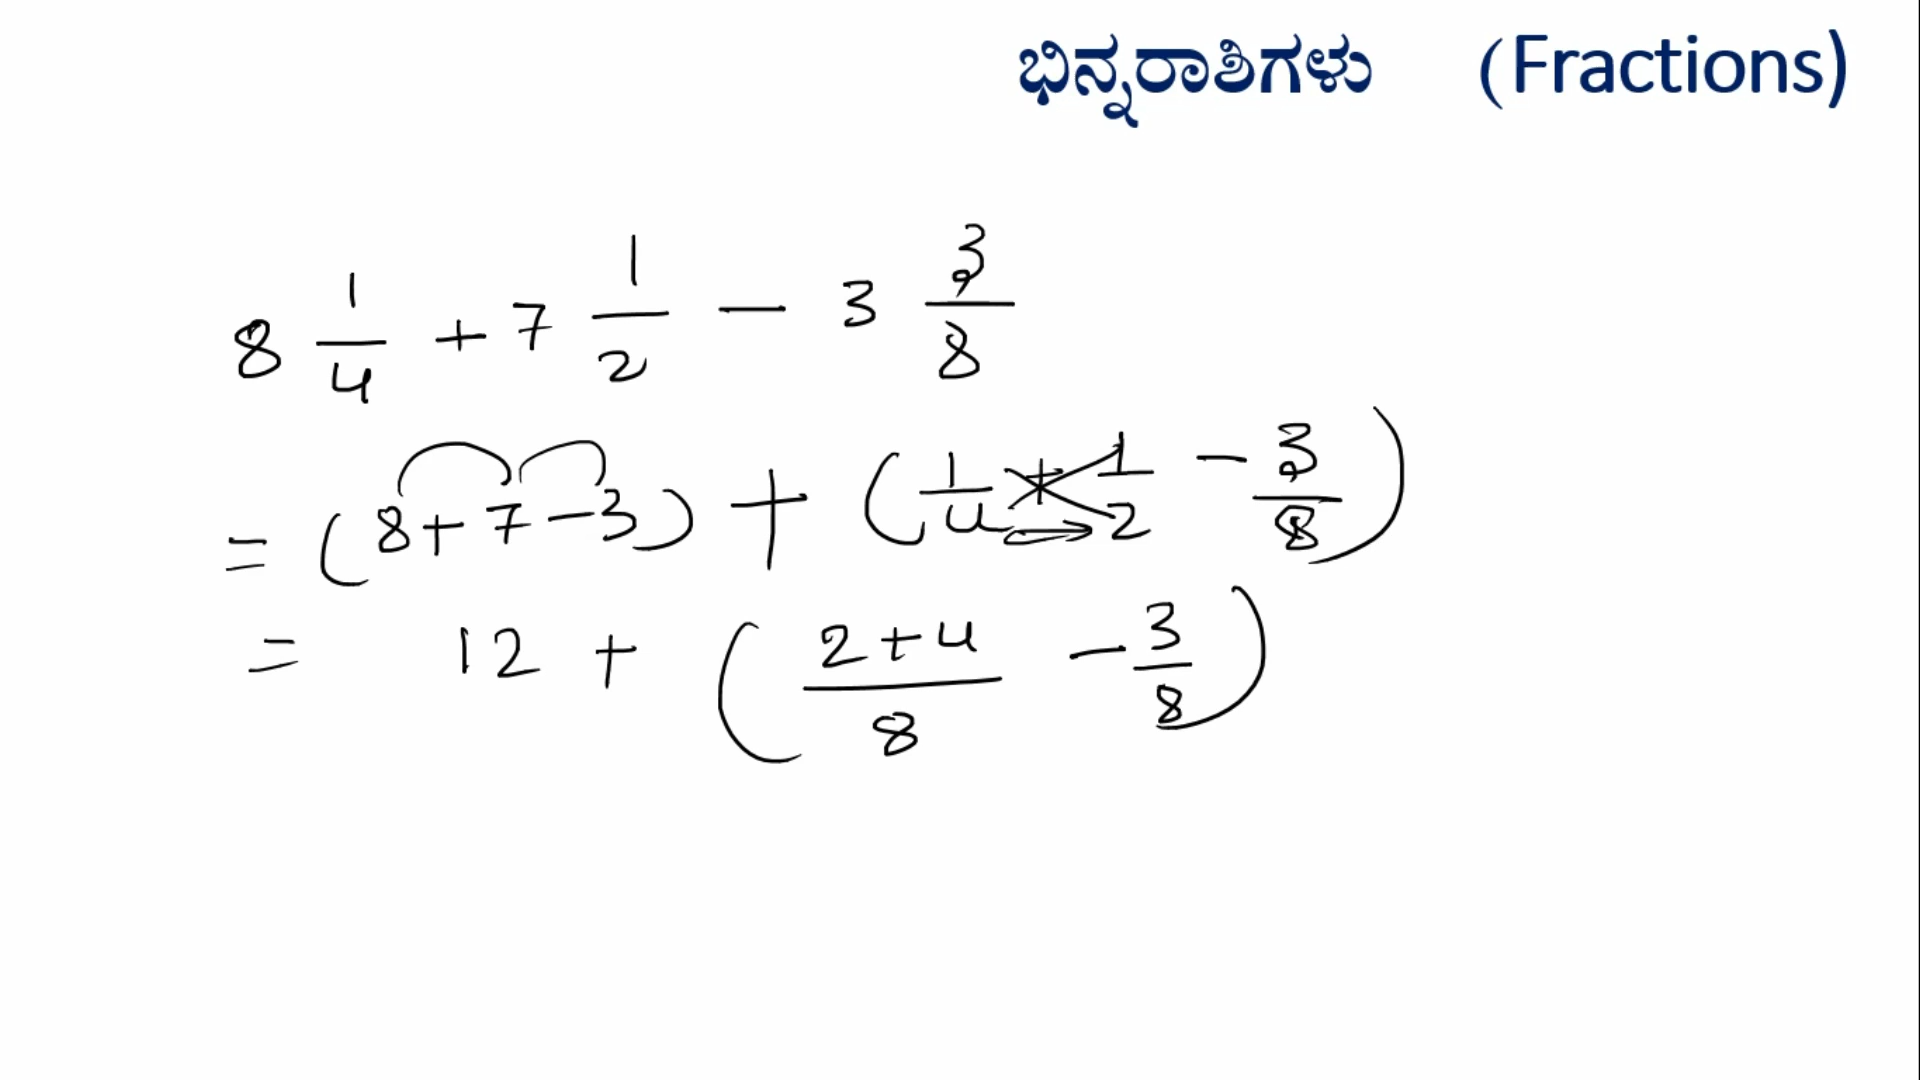 ಭಿನ್ನರಾಶಿಗಳು (Fractions)
8 1/4 + 7 1/2 - 3 3/8
= (8 + 7 - 3) + (1/4 + 1/2 - 3/8)
= 12 + ((2+4)/8 - 3/8)